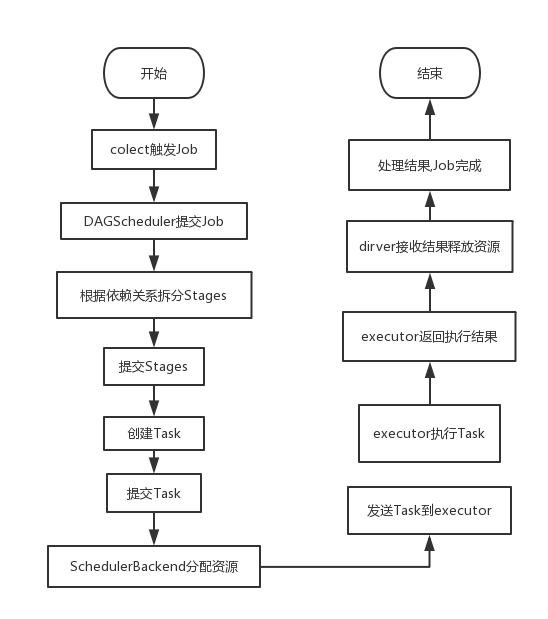 开始
colect触发Job
DAGScheduler提交Job
根据依赖关系拆分Stages
提交Stages
创建Task
提交Task
SchedulerBackend分配资源
发送Task到executor
executor执行Task
executor返回执行结果
dirver接收结果释放资源
处理结果,Job完成
结束